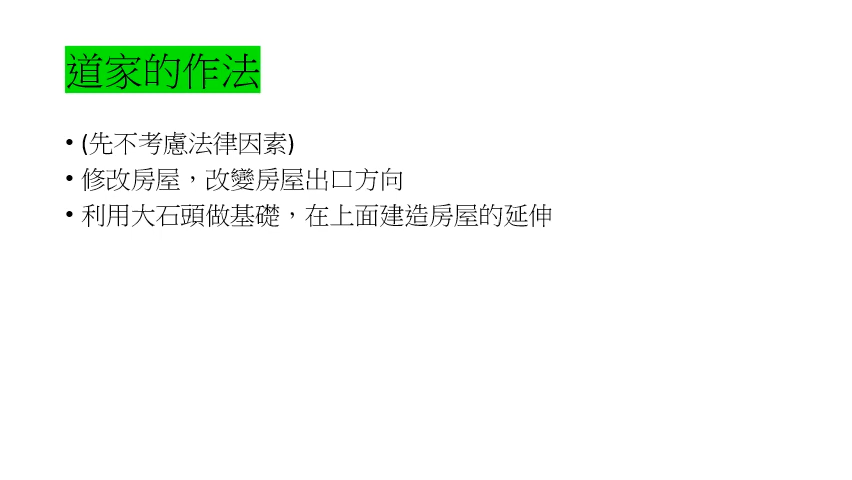 道家的作法
• (先不考慮法律因素)
• 修改房屋，改變房屋出口方向
• 利用大石頭做基礎，在上面建造房屋的延伸